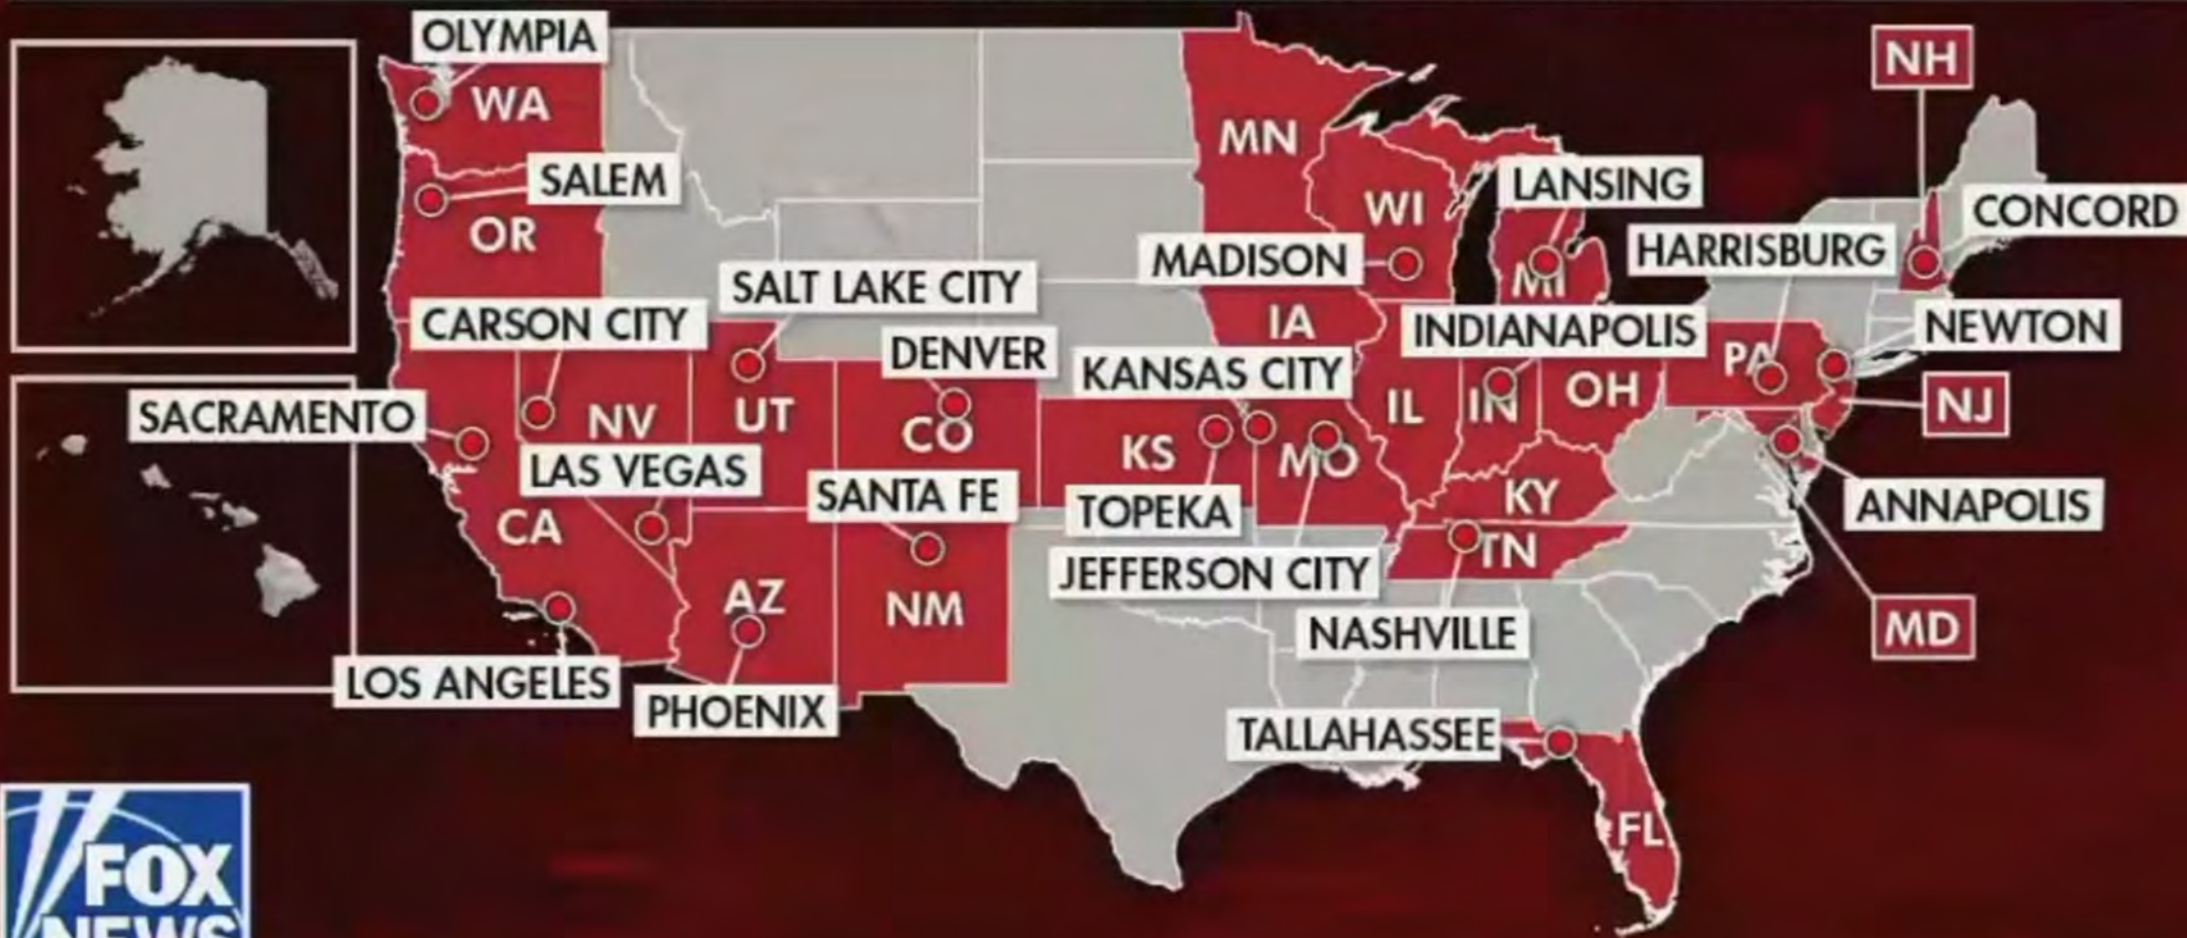 OLYMPIA
WA
NH
MN
SALEM
OR
WI
LANSING
CONCORD
MADISON
MI
HARRISBURG
SALT LAKE CITY
CARSON CITY
IA
INDIANAPOLIS
NEWTON
DENVER
KANSAS CITY
PA
SACRAMENTO
NV
UT
CO
IL
IN
OH
NJ
KS
MO
LAS VEGAS
SANTA FE
KY
TOPEKA
ANNAPOLIS
CA
TN
JEFFERSON CITY
AZ
NM
NASHVILLE
MD
LOS ANGELES
PHOENIX
TALLAHASSEE
FL
FOX
NEWS